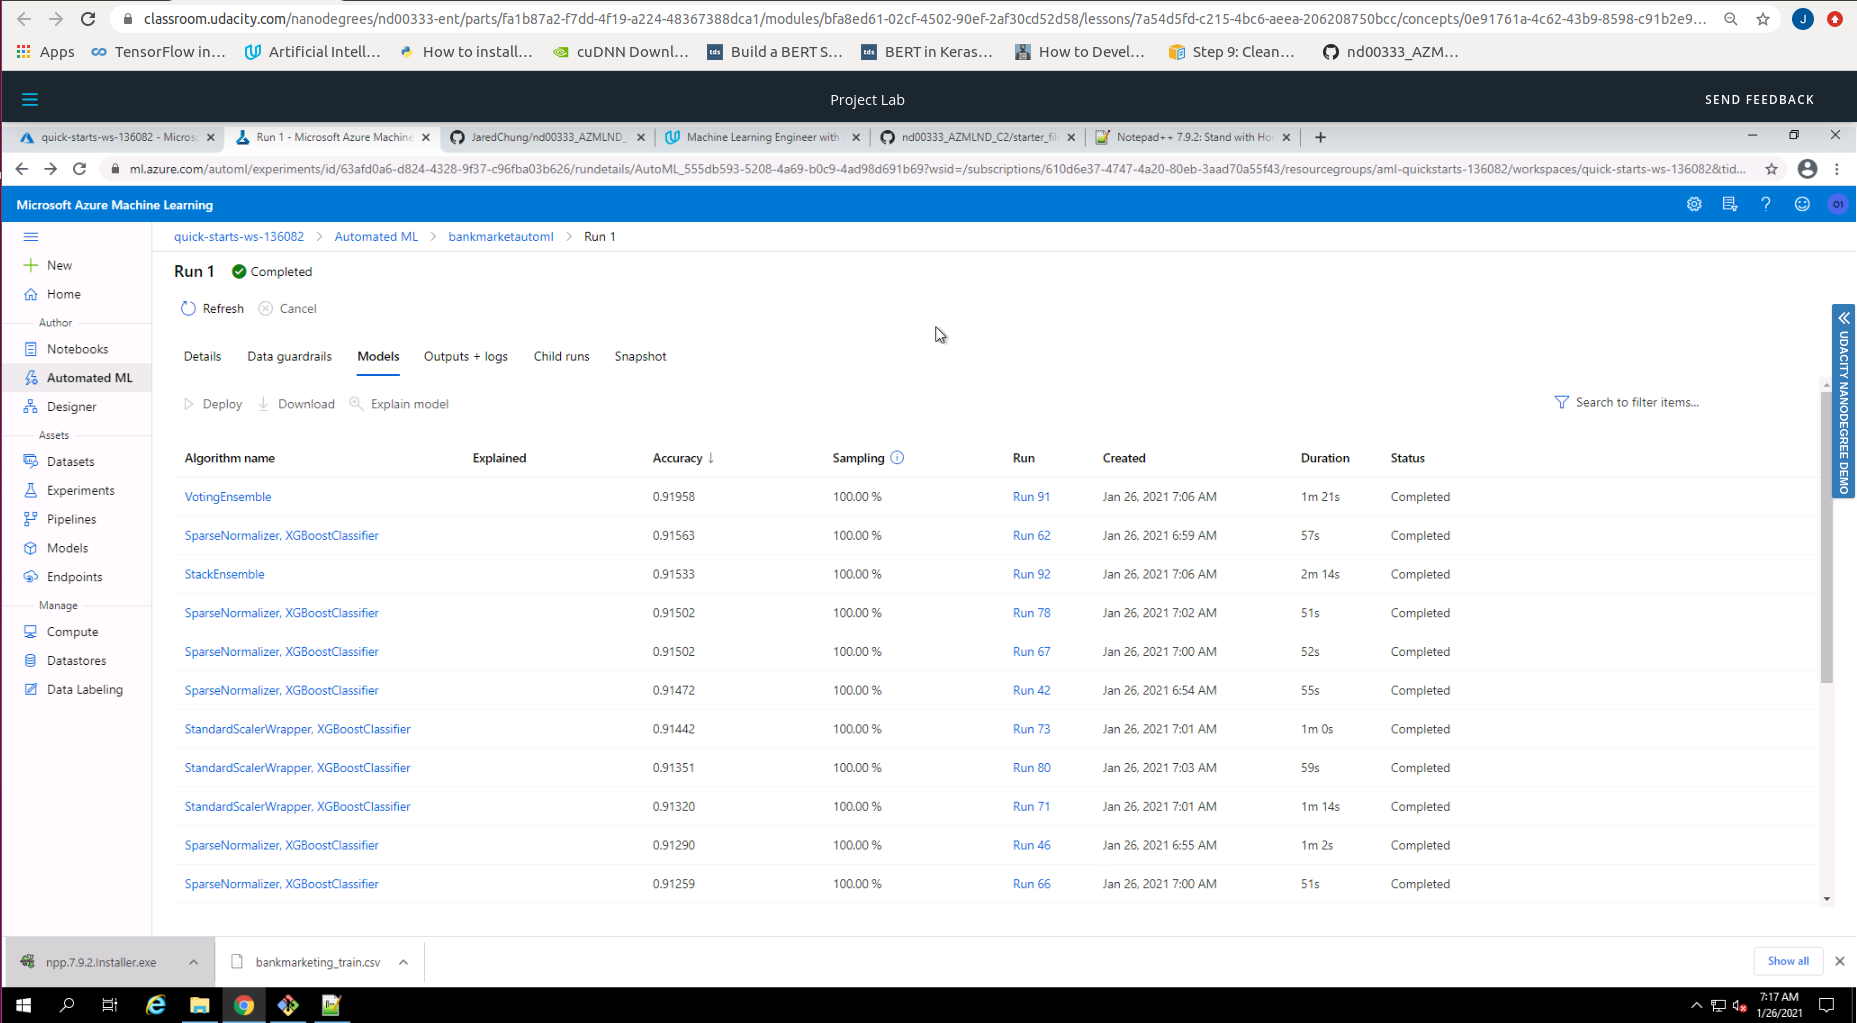 classroom.udacity.com/nanodegrees/nd00333-ent/parts/fa1b87a2-f7dd-4f19-a224-48367388dca1/modules/bfa8ed61-02cf-4502-90ef-2af30cd52d58/lessons/7a54d5fd-c215-4bc6-aeea-206208750bcc/concepts/0e91761a-4c62-43b9-8598-c91b2e9... J
Apps TensorFlow in... Artificial Intell... How to install... cuDNN Downl... tds Build a BERT S... tds BERT in Keras... How to Devel... Step 9: Clean... nd00333_AZM...
Project Lab SEND FEEDBACK
quick-starts-ws-136082 - Micros Run 1 - Microsoft Azure Machine JaredChung/nd00333_AZMLND_ Machine Learning Engineer with nd00333_AZMLND_C2/starter_fil Notepad++ 7.9.2: Stand with Ho
ml.azure.com/automl/experiments/id/63afd0a6-d824-4328-9f37-c96fba03b626/rundetails/AutoML_555db593-5208-4a69-b0c9-4ad98d691b69?wsid=/subscriptions/610d6e37-4747-4a20-80eb-3aad70a55f43/resourcegroups/aml-quickstarts-136082/workspaces/quick-starts-ws-136082&tid...
Microsoft Azure Machine Learning O1
quick-starts-ws-136082 > Automated ML > bankmarketautoml > Run 1
New
Home
Author
Notebooks
Automated ML
Designer
Assets
Datasets
Experiments
Pipelines
Models
Endpoints
Manage
Compute
Datastores
Data Labeling
Run 1 Completed
Refresh Cancel
Details Data guardrails Models Outputs + logs Child runs Snapshot
Deploy Download Explain model Search to filter items...
Algorithm name Explained Accuracy ↓ Sampling Run Created Duration Status
VotingEnsemble 0.91958 100.00 % Run 91 Jan 26, 2021 7:06 AM 1m 21s Completed
SparseNormalizer, XGBoostClassifier 0.91563 100.00 % Run 62 Jan 26, 2021 6:59 AM 57s Completed
StackEnsemble 0.91533 100.00 % Run 92 Jan 26, 2021 7:06 AM 2m 14s Completed
SparseNormalizer, XGBoostClassifier 0.91502 100.00 % Run 78 Jan 26, 2021 7:02 AM 51s Completed
SparseNormalizer, XGBoostClassifier 0.91502 100.00 % Run 67 Jan 26, 2021 7:00 AM 52s Completed
SparseNormalizer, XGBoostClassifier 0.91472 100.00 % Run 42 Jan 26, 2021 6:54 AM 55s Completed
StandardScalerWrapper, XGBoostClassifier 0.91442 100.00 % Run 73 Jan 26, 2021 7:01 AM 1m 0s Completed
StandardScalerWrapper, XGBoostClassifier 0.91351 100.00 % Run 80 Jan 26, 2021 7:03 AM 59s Completed
StandardScalerWrapper, XGBoostClassifier 0.91320 100.00 % Run 71 Jan 26, 2021 7:01 AM 1m 14s Completed
SparseNormalizer, XGBoostClassifier 0.91290 100.00 % Run 46 Jan 26, 2021 6:55 AM 1m 2s Completed
SparseNormalizer, XGBoostClassifier 0.91259 100.00 % Run 66 Jan 26, 2021 7:00 AM 51s Completed
UDACITY NANODEGREE DEMO
npp.7.9.2.Installer.exe bankmarketing_train.csv Show all
7:17 AM
1/26/2021